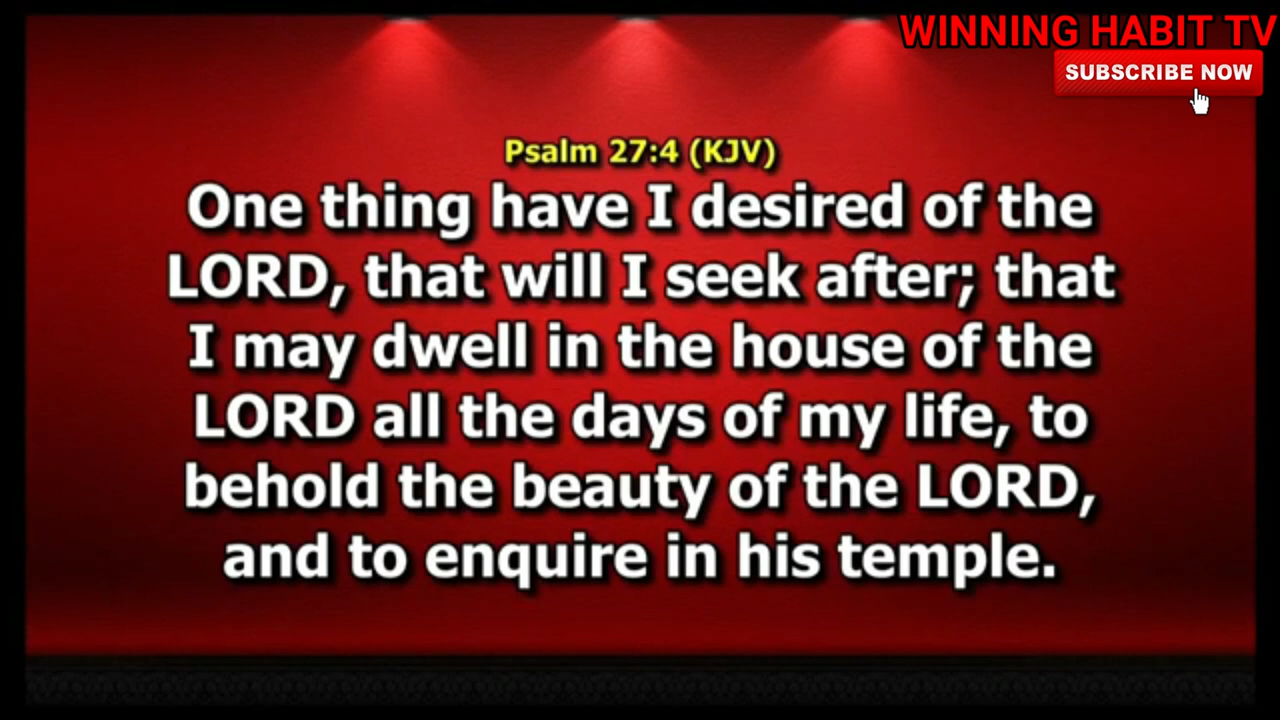 WINNING HABIT TV
SUBSCRIBE NOW
Psalm 27:4 (KJV)
One thing have I desired of the
LORD, that will I seek after; that
I may dwell in the house of the
LORD all the days of my life, to
behold the beauty of the LORD,
and to enquire in his temple.